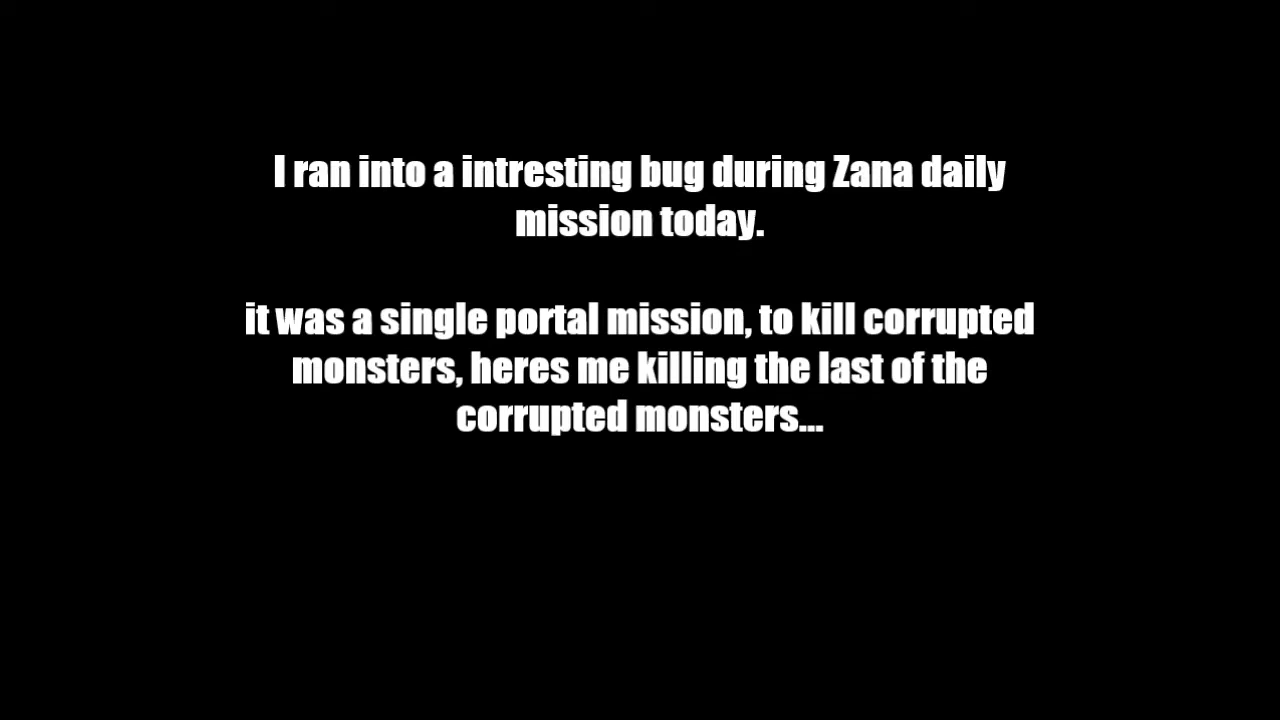 I ran into a intresting bug during Zana daily
mission today.
it was a single portal mission, to kill corrupted
monsters, heres me killing the last of the
corrupted monsters...